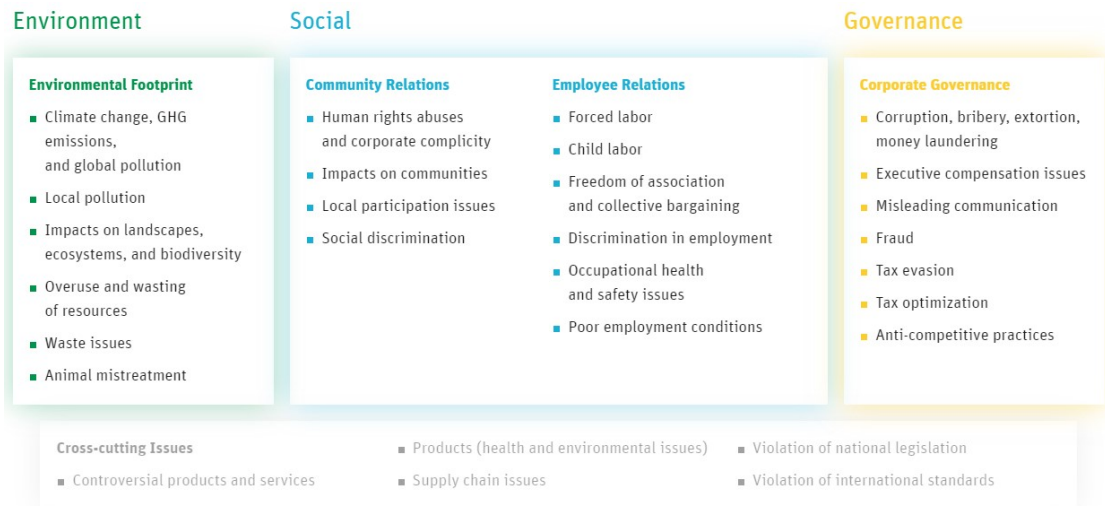 Environment
Social
Governance
Environmental Footprint
Climate change, GHG
emissions,
and global pollution
Local pollution
Impacts on landscapes,
ecosystems, and biodiversity
Overuse and wasting
of resources
Waste issues
Animal mistreatment
Community Relations
Human rights abuses
and corporate complicity
Impacts on communities
Local participation issues
Social discrimination
Employee Relations
Forced labor
Child labor
Freedom of association
and collective bargaining
Discrimination in employment
Occupational health
and safety issues
Poor employment conditions
Corporate Governance
Corruption, bribery, extortion,
money laundering
Executive compensation issues
Misleading communication
Fraud
Tax evasion
Tax optimization
Anti-competitive practices
Cross-cutting Issues
Controversial products and services
Products (health and environmental issues)
Supply chain issues
Violation of national legislation
Violation of international standards